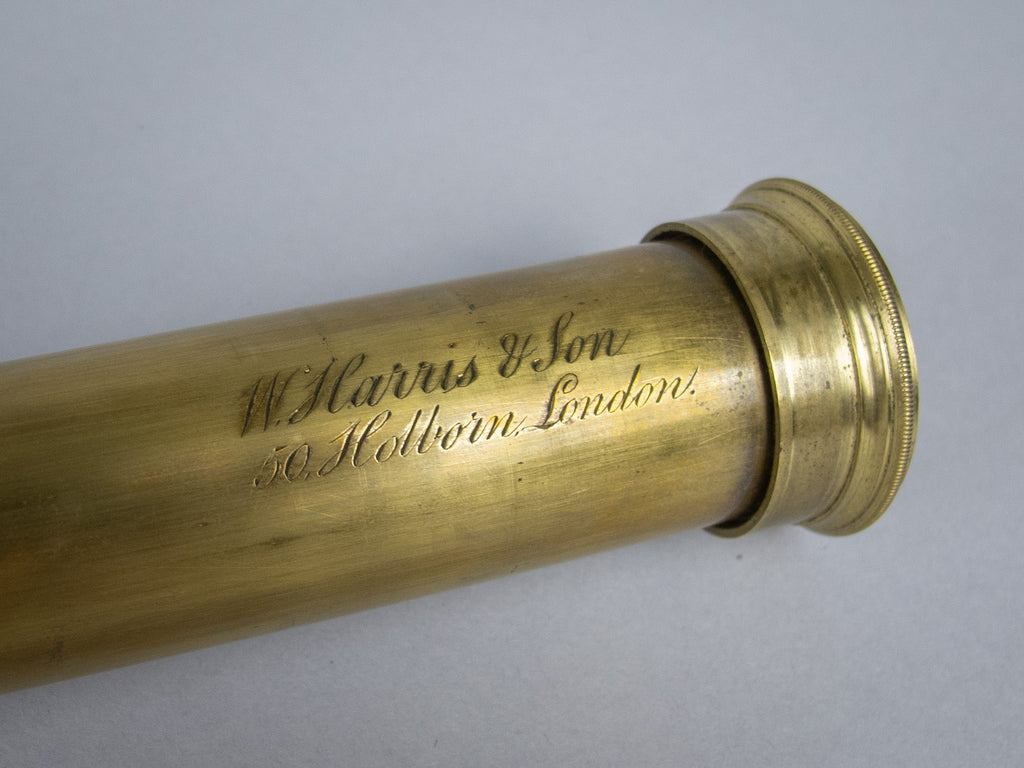 W. Harris & Son
50, Holborn, London.